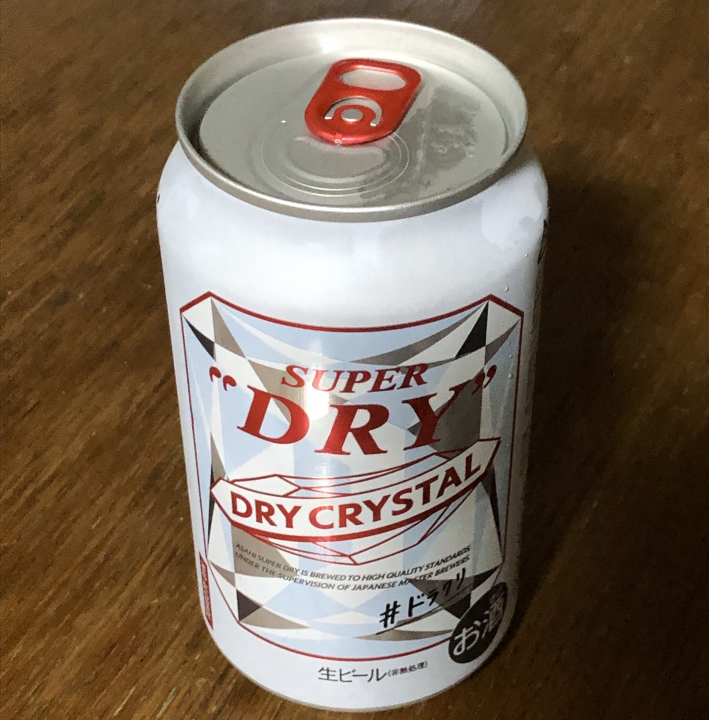 SUPER
"DRY"
DRY CRYSTAL
ASAHI SUPER DRY IS BREWED TO HIGH QUALITY STANDARDS
UNDER THE SUPERVISION OF JAPANESE MASTER BREWERS.
#ドラクリ
お酒
生ビール(非熱処理)